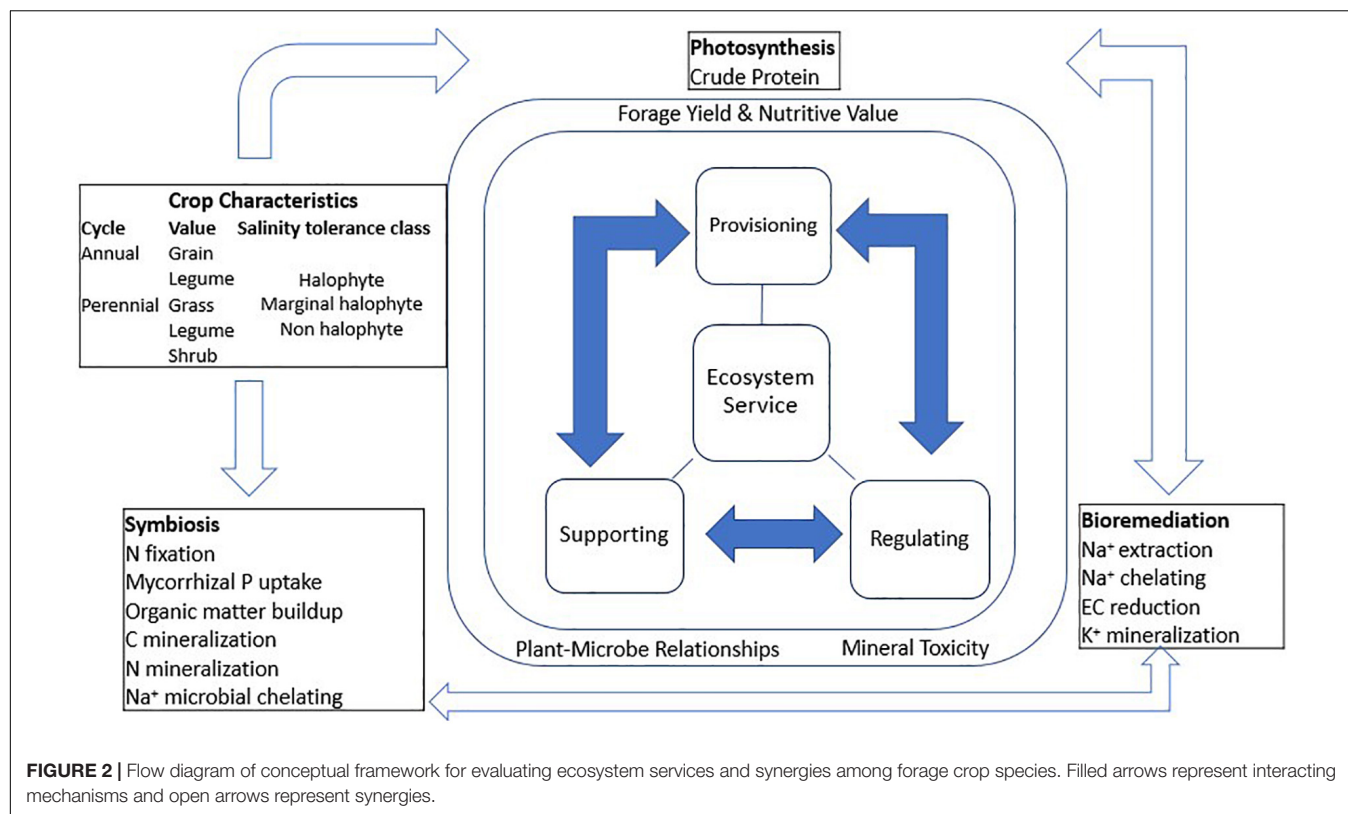 Photosynthesis
Crude Protein
Forage Yield & Nutritive Value
Crop Characteristics
Cycle Value Salinity tolerance class
Annual Grain
Legume Halophyte
Perennial Grass Marginal halophyte
Legume Non halophyte
Shrub
Provisioning
Ecosystem
Service
Supporting
Regulating
Symbiosis
N fixation
Mycorrhizal P uptake
Organic matter buildup
C mineralization
N mineralization
Na⁺ microbial chelating
Bioremediation
Na⁺ extraction
Na⁺ chelating
EC reduction
K⁺ mineralization
Plant-Microbe Relationships Mineral Toxicity
FIGURE 2 | Flow diagram of conceptual framework for evaluating ecosystem services and synergies among forage crop species. Filled arrows represent interacting
mechanisms and open arrows represent synergies.